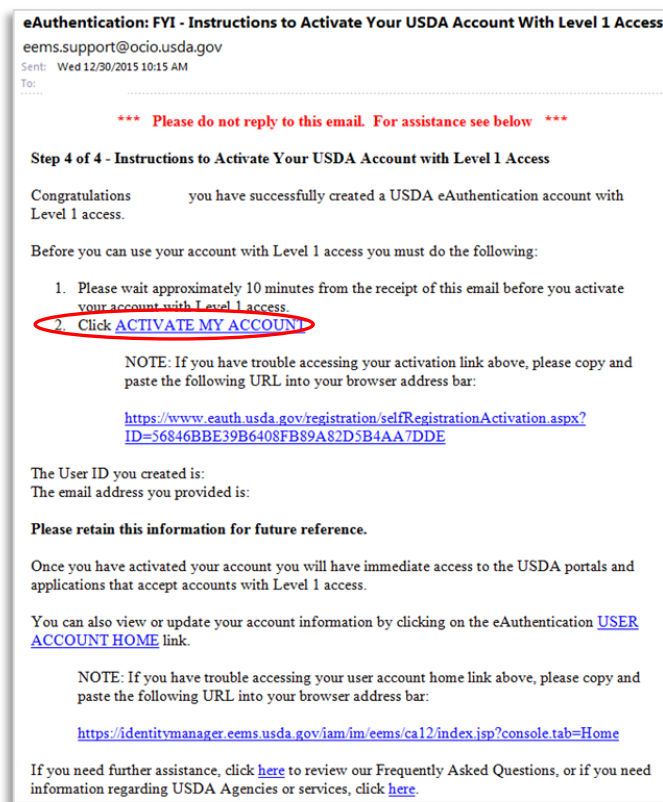 eAuthentication: FYI - Instructions to Activate Your USDA Account With Level 1 Access
eems.support@ocio.usda.gov
Sent: Wed 12/30/2015 10:15 AM
To:
*** Please do not reply to this email. For assistance see below ***
Step 4 of 4 - Instructions to Activate Your USDA Account with Level 1 Access
Congratulations you have successfully created a USDA eAuthentication account with
Level 1 access.
Before you can use your account with Level 1 access you must do the following:
1. Please wait approximately 10 minutes from the receipt of this email before you activate
your account with Level 1 access.
2. Click ACTIVATE MY ACCOUNT
NOTE: If you have trouble accessing your activation link above, please copy and
paste the following URL into your browser address bar:
https://www.eauth.usda.gov/registration/selfRegistrationActivation.aspx?
ID=56846BBE39B6408FB89A82D5B4AA7DDE
The User ID you created is:
The email address you provided is:
Please retain this information for future reference.
Once you have activated your account you will have immediate access to the USDA portals and
applications that accept accounts with Level 1 access.
You can also view or update your account information by clicking on the eAuthentication USER
ACCOUNT HOME link.
NOTE: If you have trouble accessing your user account home link above, please copy and
paste the following URL into your browser address bar:
https://identitymanager.eems.usda.gov/iam/im/eems/ca12/index.jsp?console.tab=Home
If you need further assistance, click here to review our Frequently Asked Questions, or if you need
information regarding USDA Agencies or services, click here.